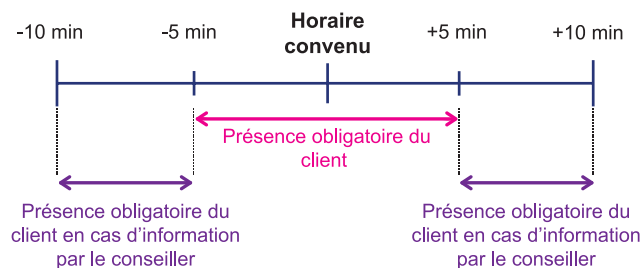 -10 min
-5 min
Horaire
convenu
+5 min
+10 min
Présence obligatoire du
client
Présence obligatoire du
client en cas d'information
par le conseiller
Présence obligatoire du
client en cas d'information
par le conseiller